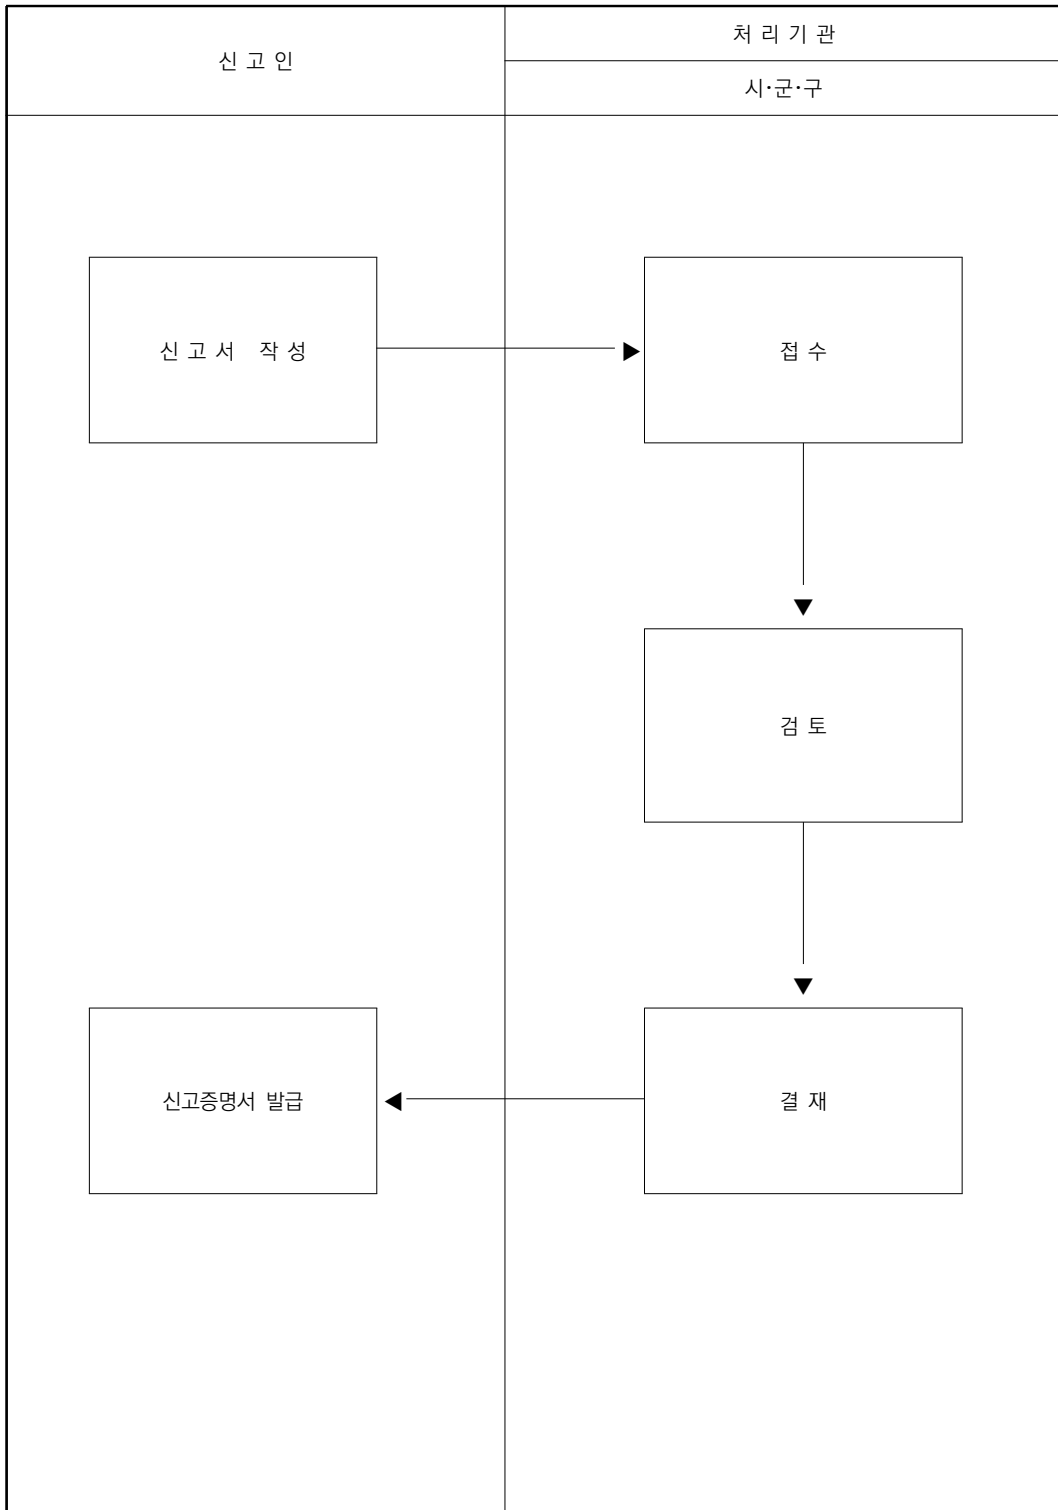 신 고 인
처 리 기 관
시·군·구
신 고 서 작 성
접 수
검 토
신고증명서 발급
결 재